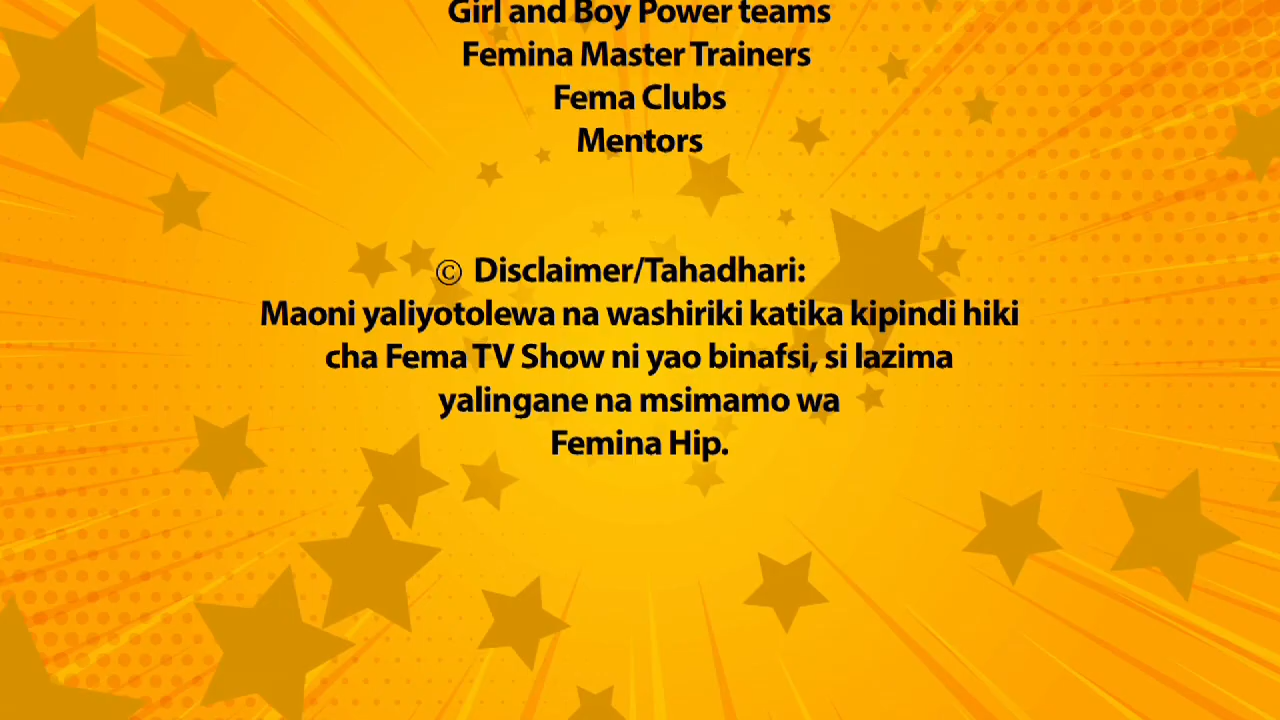 Girl and Boy Power teams
Femina Master Trainers
Fema Clubs
Mentors
© Disclaimer/Tahadhari:
Maoni yaliyotolewa na washiriki katika kipindi hiki
cha Fema TV Show ni yao binafsi, si lazima
yalingane na msimamo wa
Femina Hip.